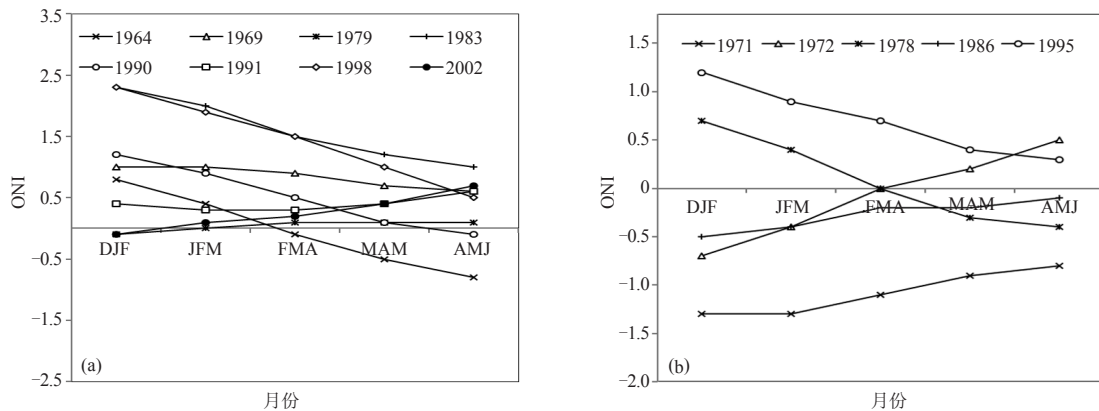 3.5
1964 1969 1979 1983
1990 1991 1998 2002
2.5
1.5
0.5
−0.5
−1.5
−2.5
ONI
DJF JFM FMA MAM AMJ
(a)
月份
1.5
1971 1972 1978 1986 1995
1.0
0.5
0
−0.5
−1.0
−1.5
−2.0
ONI
DJF JFM FMA MAM AMJ
(b)
月份